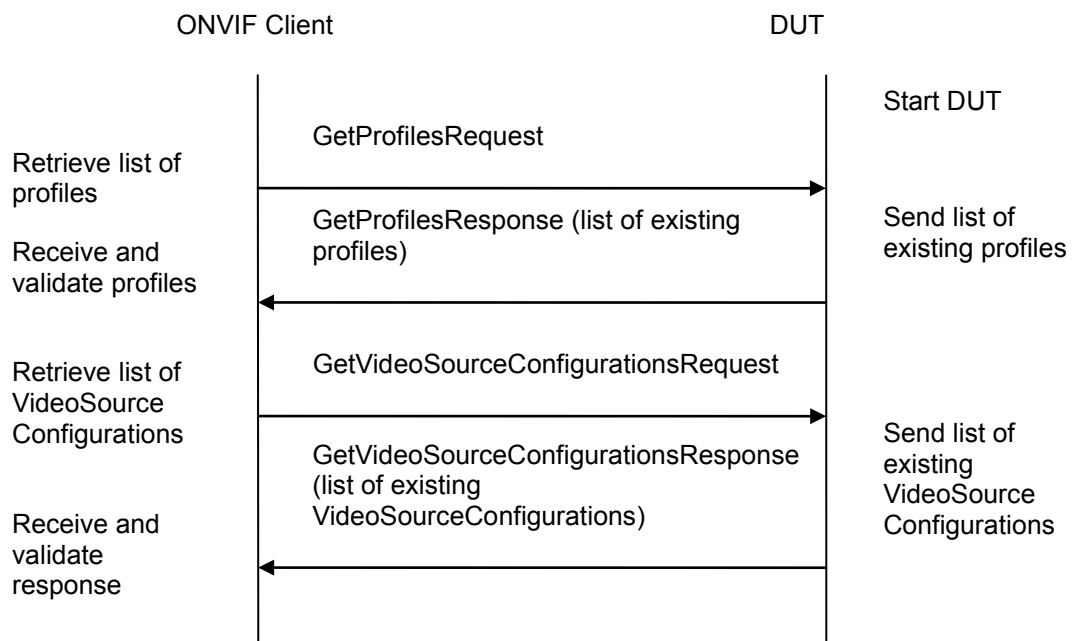 ONVIF Client
DUT
Start DUT
GetProfilesRequest
Retrieve list of
profiles
GetProfilesResponse (list of existing
profiles)
Send list of
existing profiles
Receive and
validate profiles
GetVideoSourceConfigurationsRequest
Retrieve list of
VideoSource
Configurations
Send list of
existing
VideoSource
Configurations
GetVideoSourceConfigurationsResponse
(list of existing
VideoSourceConfigurations)
Receive and
validate
response